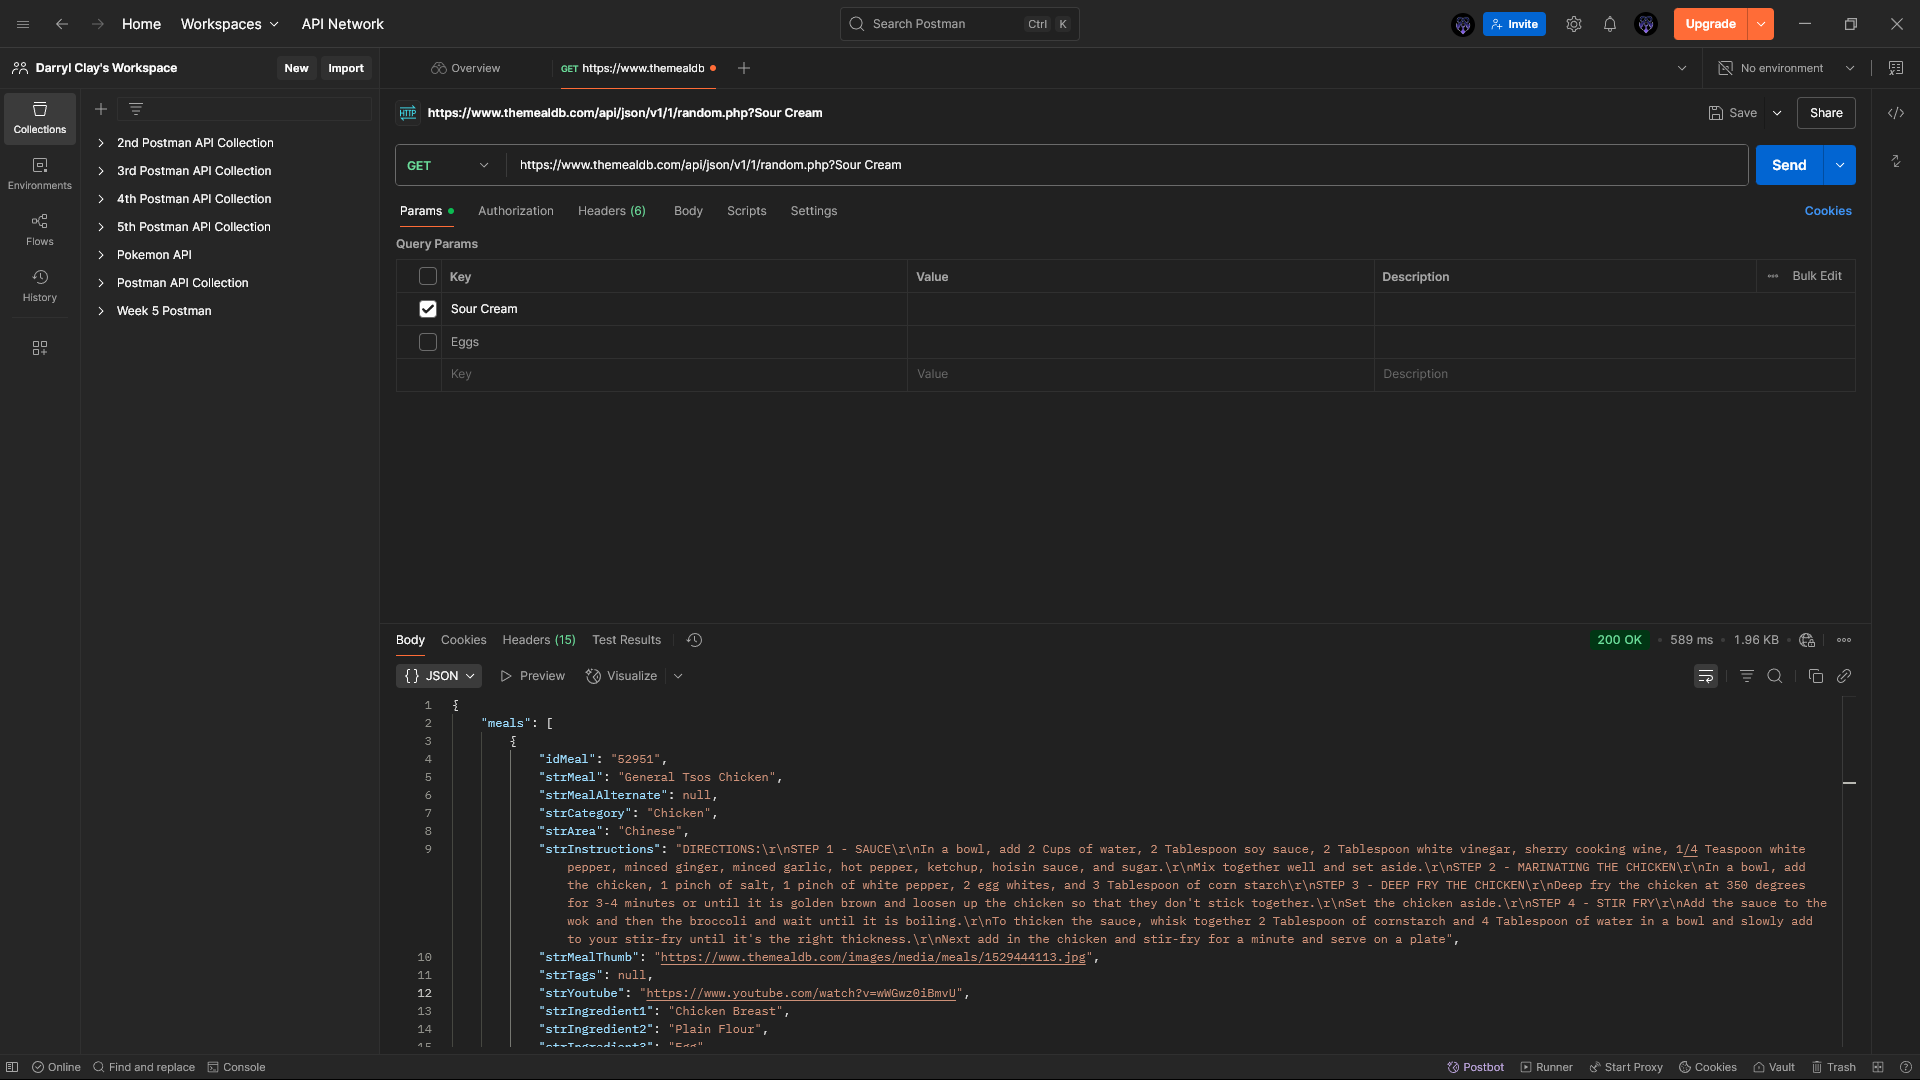 Home Workspaces API Network
Search Postman Ctrl K
Invite
Upgrade
Darryl Clay's Workspace New Import
Overview GET https://www.themealdb No environment
Collections
Environments
Flows
History
2nd Postman API Collection
3rd Postman API Collection
4th Postman API Collection
5th Postman API Collection
Pokemon API
Postman API Collection
Week 5 Postman
HTTP https://www.themealdb.com/api/json/v1/1/random.php?Sour Cream Save Share
GET https://www.themealdb.com/api/json/v1/1/random.php?Sour Cream Send
Params Authorization Headers (6) Body Scripts Settings Cookies
Query Params
Key Value Description Bulk Edit
Sour Cream
Eggs
Key Value Description
Body Cookies Headers (15) Test Results 200 OK 589 ms 1.96 KB
{} JSON Preview Visualize
1 {
2 "meals": [
3 {
4 "idMeal": "52951",
5 "strMeal": "General Tsos Chicken",
6 "strMealAlternate": null,
7 "strCategory": "Chicken",
8 "strArea": "Chinese",
9 "strInstructions": "DIRECTIONS:\r\nSTEP 1 - SAUCE\r\nIn a bowl, add 2 Cups of water, 2 Tablespoon soy sauce, 2 Tablespoon white vinegar, sherry cooking wine, 1/4 Teaspoon white
pepper, minced ginger, minced garlic, hot pepper, ketchup, hoisin sauce, and sugar.\r\nMix together well and set aside.\r\nSTEP 2 - MARINATING THE CHICKEN\r\nIn a bowl, add
the chicken, 1 pinch of salt, 1 pinch of white pepper, 2 egg whites, and 3 Tablespoon of corn starch\r\nSTEP 3 - DEEP FRY THE CHICKEN\r\nDeep fry the chicken at 350 degrees
for 3-4 minutes or until it is golden brown and loosen up the chicken so that they don't stick together.\r\nSet the chicken aside.\r\nSTEP 4 - STIR FRY\r\nAdd the sauce to the
wok and then the broccoli and wait until it is boiling.\r\nTo thicken the sauce, whisk together 2 Tablespoon of cornstarch and 4 Tablespoon of water in a bowl and slowly add
to your stir-fry until it's the right thickness.\r\nNext add in the chicken and stir-fry for a minute and serve on a plate",
10 "strMealThumb": "https://www.themealdb.com/images/media/meals/1529444113.jpg",
11 "strTags": null,
12 "strYoutube": "https://www.youtube.com/watch?v=wWGwz0iBmvU",
13 "strIngredient1": "Chicken Breast",
14 "strIngredient2": "Plain Flour",
15 "strIngredient3": "Egg"
Online Find and replace Console
Postbot Runner Start Proxy Cookies Vault Trash